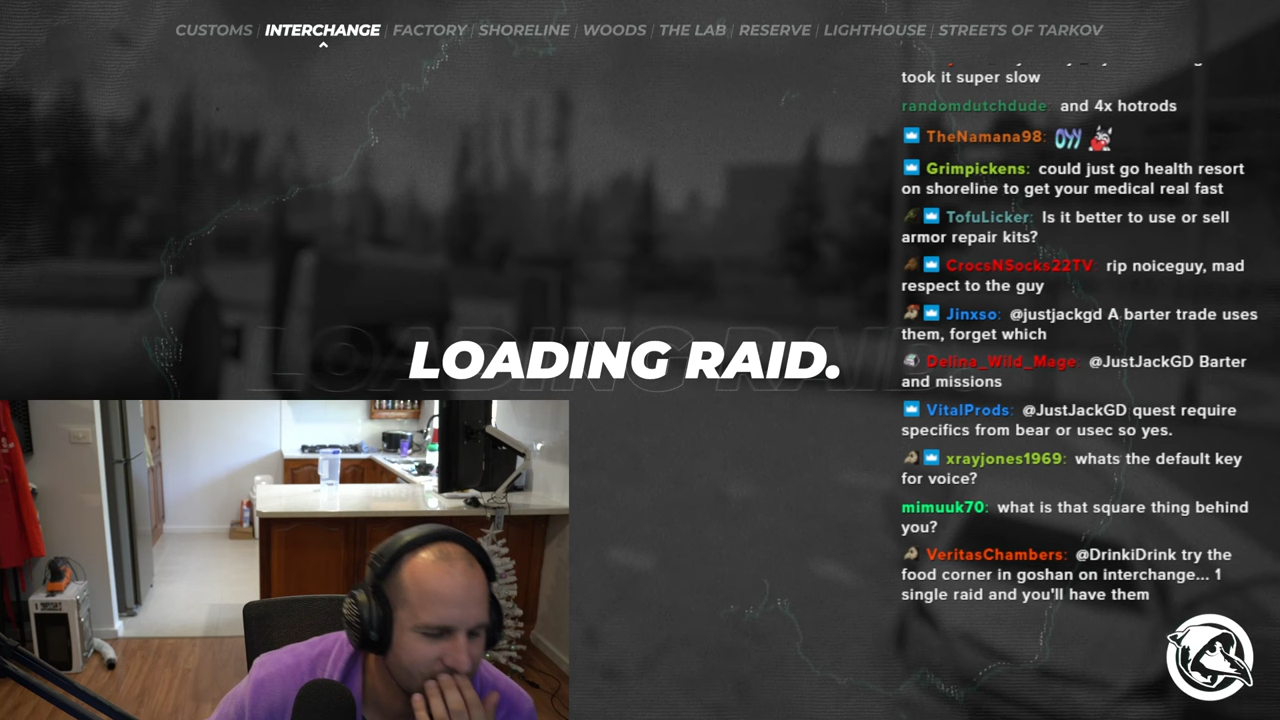 CUSTOMS / INTERCHANGE / FACTORY / SHORELINE / WOODS / THE LAB / RESERVE / LIGHTHOUSE / STREETS OF TARKOV
took it super slow
randomdutchdude: and 4x hotrods
TheNamana98: OYY
Grimpickens: could just go health resort
on shoreline to get your medical real fast
TofuLicker: Is it better to use or sell
armor repair kits?
CrocsNSocks22TV: rip noiceguy, mad
respect to the guy
Jinxso: @justjackgd A barter trade uses
them, forget which
LOADING RAID.
Delina_Wild_Mage: @JustJackGD Barter
and missions
VitalProds: @JustJackGD quest require
specifics from bear or usec so yes.
xrayjones1969: whats the default key
for voice?
mimuuk70: what is that square thing behind
you?
VeritasChambers: @DrinkiDrink try the
food corner in goshan on interchange... 1
single raid and you'll have them